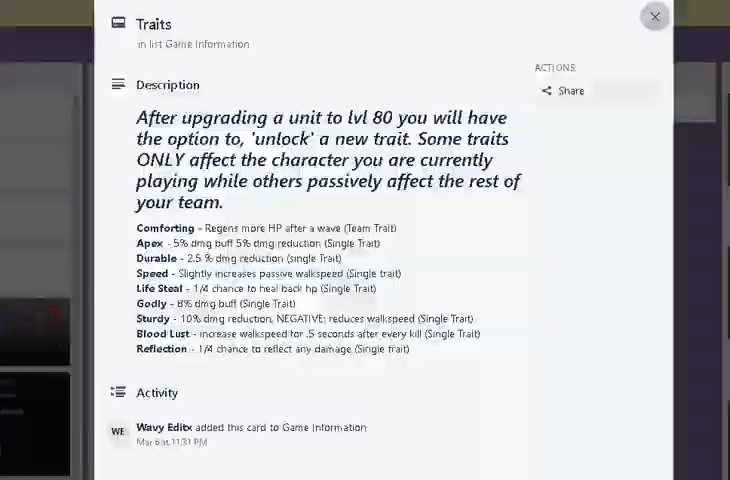 Traits
in list Game Information
ACTIONS
Share
Description
After upgrading a unit to lvl 80 you will have
the option to, 'unlock' a new trait. Some traits
ONLY affect the character you are currently
playing while others passively affect the rest of
your team.
Comforting - Regens more HP after a wave (Team Trait)
Apex - 5% dmg buff 5% dmg reduction (Single Trait)
Durable - 2.5 % dmg reduction (single Trait)
Speed - Slightly increases passive walkspeed (Single trait)
Life Steal - 1/4 chance to heal back hp (Single Trait)
Godly - 8% dmg buff (Single Trait)
Sturdy - 10% dmg reduction, NEGATIVE: reduces walkspeed (Single Trait)
Blood Lust - increase walkspeed for .5 seconds after every kill (Single Trait)
Reflection - 1/4 chance to reflect any damage (Single trait)
Activity
WE
Wavy Editx added this card to Game Information
Mar 6 at 11:31 PM